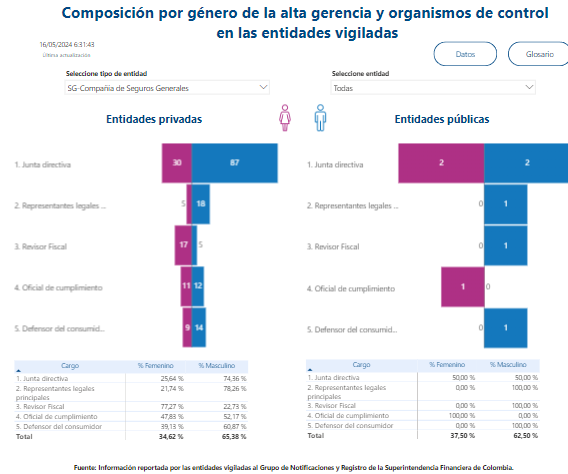 Composición por género de la alta gerencia y organismos de control
en las entidades vigiladas
16/05/2024 6:31:43
Última actualización
Datos
Glosario
Seleccione tipo de entidad
SG-Compañía de Seguros Generales
Seleccione entidad
Todas
Entidades privadas
Entidades públicas
1. Junta directiva
30
87
2. Representantes legales ...
5
18
3. Revisor Fiscal
17
5
4. Oficial de cumplimiento
11
12
5. Defensor del consumid...
9
14
1. Junta directiva
2
2
2. Representantes legales ...
0
1
3. Revisor Fiscal
0
1
4. Oficial de cumplimiento
1
0
5. Defensor del consumid...
0
1
Cargo % Femenino % Masculino
1. Junta directiva 25,64 % 74,36 %
2. Representantes legales 21,74 % 78,26 %
principales
3. Revisor Fiscal 77,27 % 22,73 %
4. Oficial de cumplimiento 47,83 % 52,17 %
5. Defensor del consumidor 39,13 % 60,87 %
Total 34,62 % 65,38 %
Cargo % Femenino % Masculino
1. Junta directiva 50,00 % 50,00 %
2. Representantes legales 0,00 % 100,00 %
principales
3. Revisor Fiscal 0,00 % 100,00 %
4. Oficial de cumplimiento 100,00 % 0,00 %
5. Defensor del consumidor 0,00 % 100,00 %
Total 37,50 % 62,50 %
Fuente: Información reportada por las entidades vigiladas al Grupo de Notificaciones y Registro de la Superintendencia Financiera de Colombia.